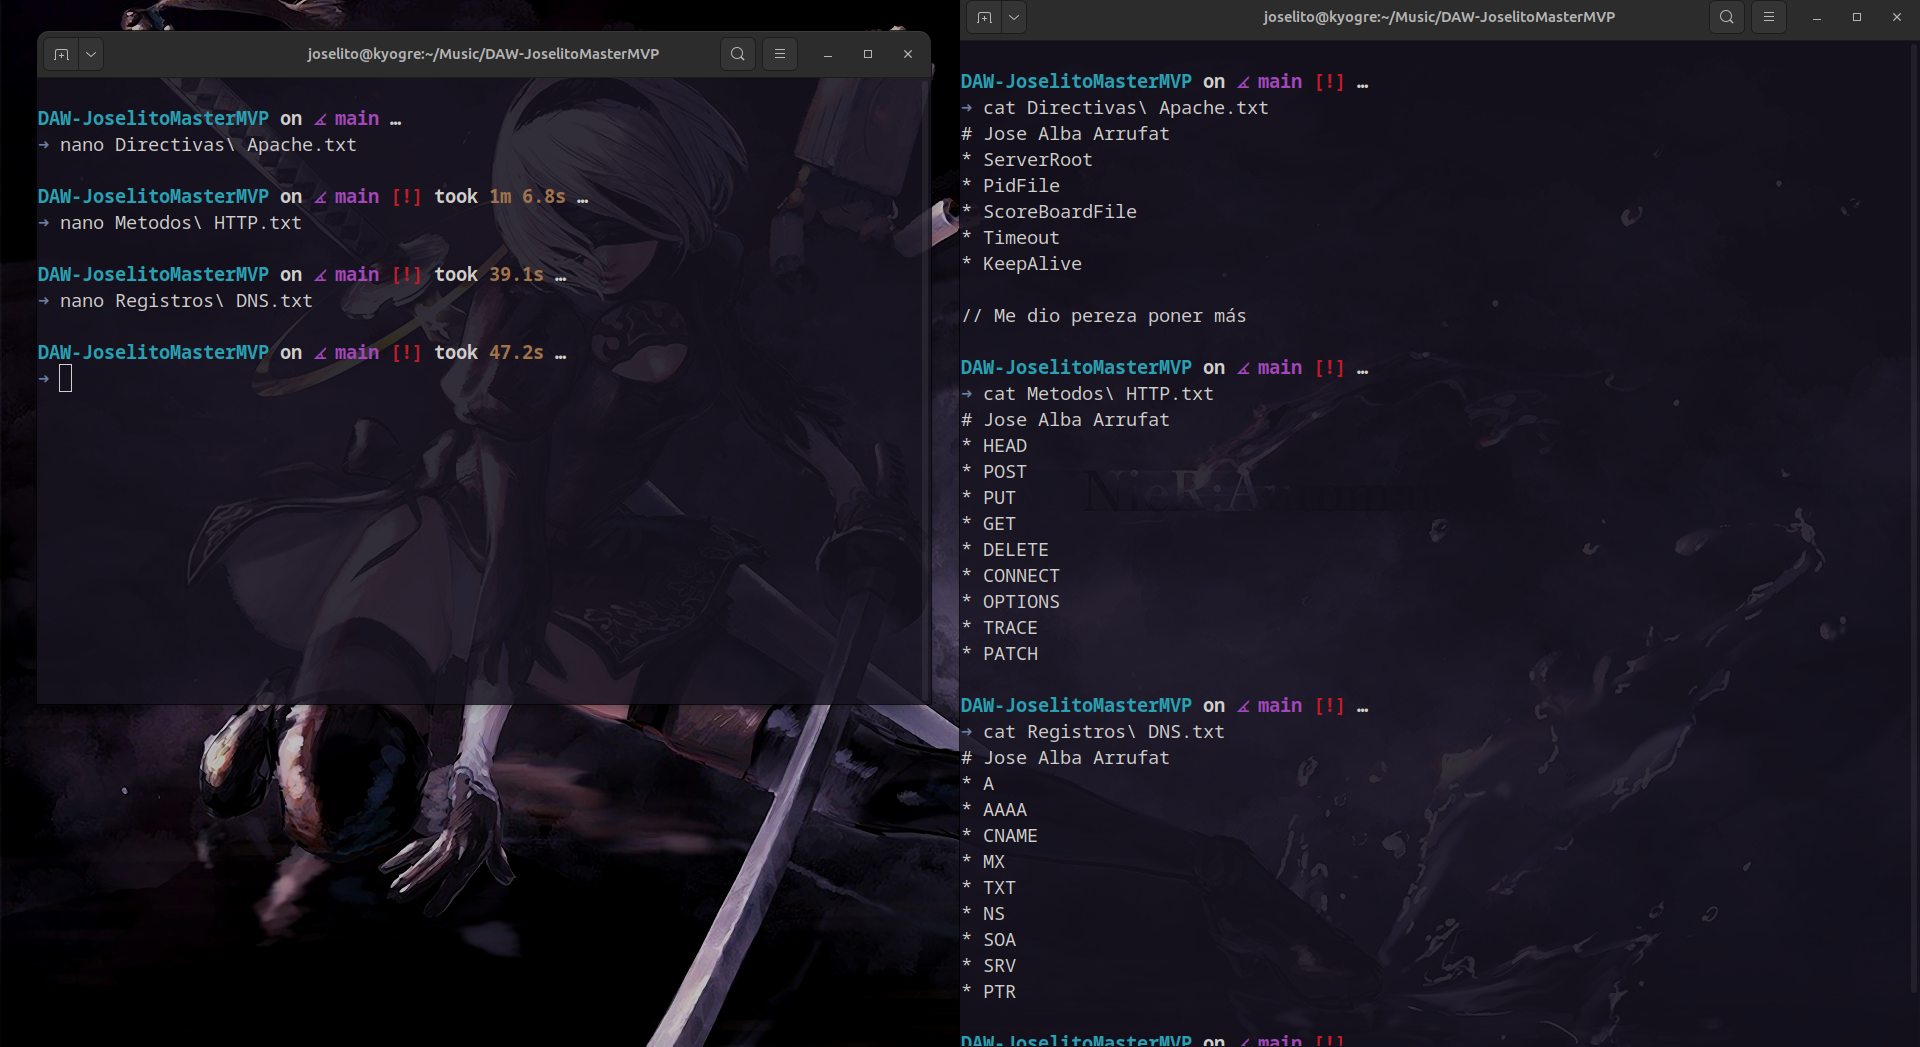 joselito@kyogre:~/Music/DAW-JoselitoMasterMVP
DAW-JoselitoMasterMVP on main …
➜ nano Directivas\ Apache.txt
DAW-JoselitoMasterMVP on main [!] took 1m 6.8s …
➜ nano Metodos\ HTTP.txt
DAW-JoselitoMasterMVP on main [!] took 39.1s …
➜ nano Registros\ DNS.txt
DAW-JoselitoMasterMVP on main [!] took 47.2s …
➜
joselito@kyogre:~/Music/DAW-JoselitoMasterMVP
DAW-JoselitoMasterMVP on main [!] …
➜ cat Directivas\ Apache.txt
# Jose Alba Arrufat
* ServerRoot
* PidFile
* ScoreBoardFile
* Timeout
* KeepAlive
// Me dio pereza poner más
DAW-JoselitoMasterMVP on main [!] …
➜ cat Metodos\ HTTP.txt
# Jose Alba Arrufat
* HEAD
* POST
* PUT
* GET
* DELETE
* CONNECT
* OPTIONS
* TRACE
* PATCH
DAW-JoselitoMasterMVP on main [!] …
➜ cat Registros\ DNS.txt
# Jose Alba Arrufat
* A
* AAAA
* CNAME
* MX
* TXT
* NS
* SOA
* SRV
* PTR
DAW-JoselitoMasterMVP on main [!]